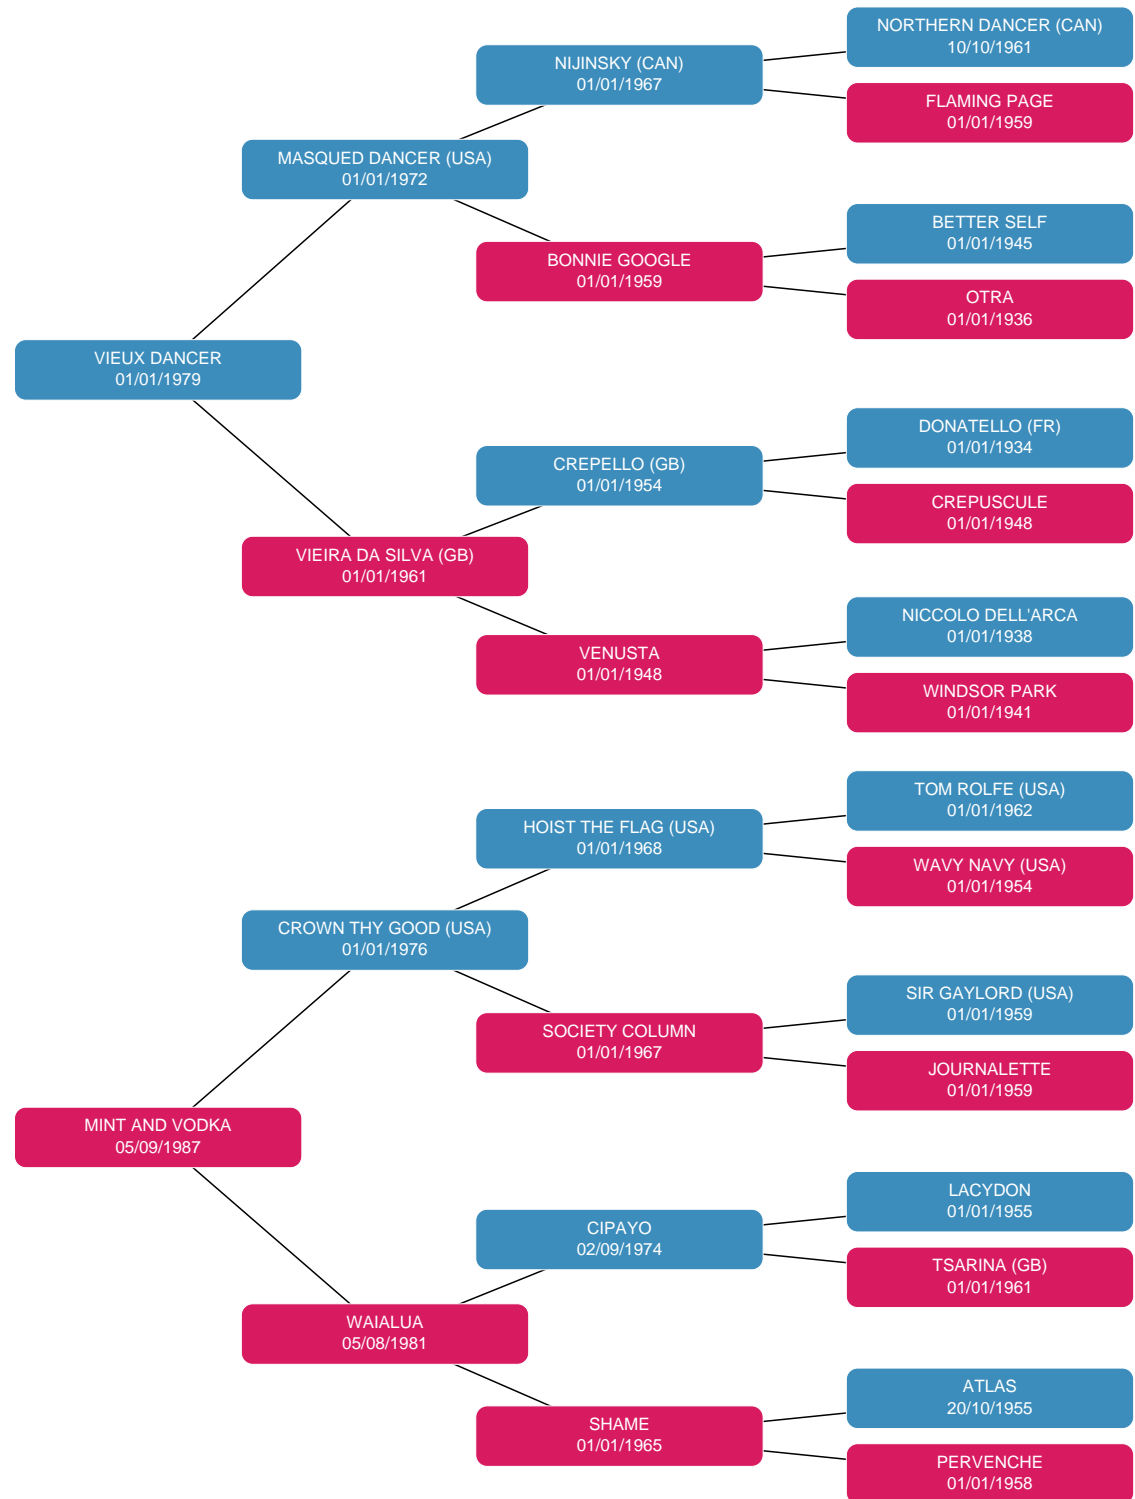 NORTHERN DANCER (CAN)
10/10/1961
NIJINSKY (CAN)
01/01/1967
FLAMING PAGE
01/01/1959
MASQUED DANCER (USA)
01/01/1972
BETTER SELF
01/01/1945
BONNIE GOOGLE
01/01/1959
OTRA
01/01/1936
VIEUX DANCER
01/01/1979
DONATELLO (FR)
01/01/1934
CREPELLO (GB)
01/01/1954
CREPUSCULE
01/01/1948
VIEIRA DA SILVA (GB)
01/01/1961
NICCOLO DELL'ARCA
01/01/1938
VENUSTA
01/01/1948
WINDSOR PARK
01/01/1941
TOM ROLFE (USA)
01/01/1962
HOIST THE FLAG (USA)
01/01/1968
WAVY NAVY (USA)
01/01/1954
CROWN THY GOOD (USA)
01/01/1976
SIR GAYLORD (USA)
01/01/1959
SOCIETY COLUMN
01/01/1967
JOURNALETTE
01/01/1959
MINT AND VODKA
05/09/1987
LACYDON
01/01/1955
CIPAYO
02/09/1974
TSARINA (GB)
01/01/1961
WAIALUA
05/08/1981
ATLAS
20/10/1955
SHAME
01/01/1965
PERVENCHE
01/01/1958